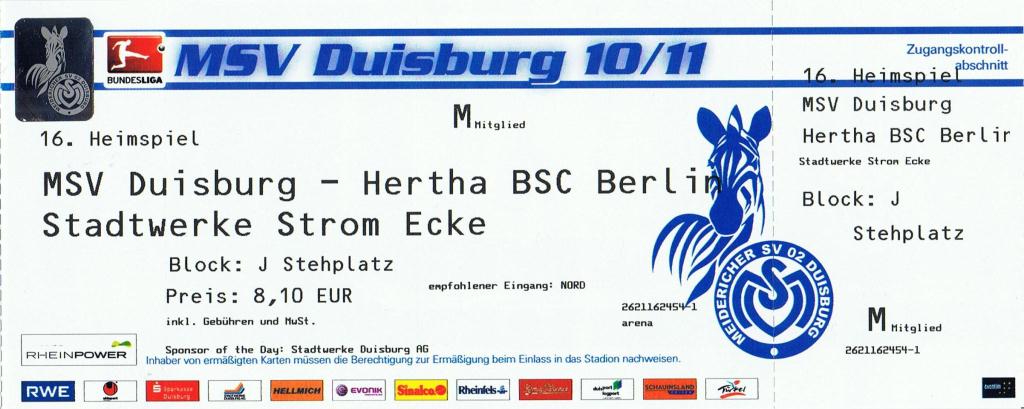 BUNDESLIGA
MSV Duisburg 10/11
M Mitglied
16. Heimspiel
MSV Duisburg - Hertha BSC Berlin
Stadtwerke Strom Ecke
Block: J Stehplatz
Preis: 8,10 EUR
inkl. Gebühren und MwSt.
empfohlener Eingang: NORD
2621162454-1
arena
MEIDERICHER SV 02 DUISBURG
MSV
RHEINPOWER
Sponsor of the Day: Stadtwerke Duisburg AG
Inhaber von ermäßigten Karten müssen die Berechtigung zur Ermäßigung beim Einlass in das Stadion nachweisen.
RWE
Sparkasse
Duisburg
HELLMICH
EVONIK
Sinalco
Rheinfels
SCHAUINSLAND
Zugangskontroll-
abschnitt
16. Heimspiel
MSV Duisburg
Hertha BSC Berlin
Stadtwerke Strom Ecke
Block: J
Stehplatz
M Mitglied
2621162454-1